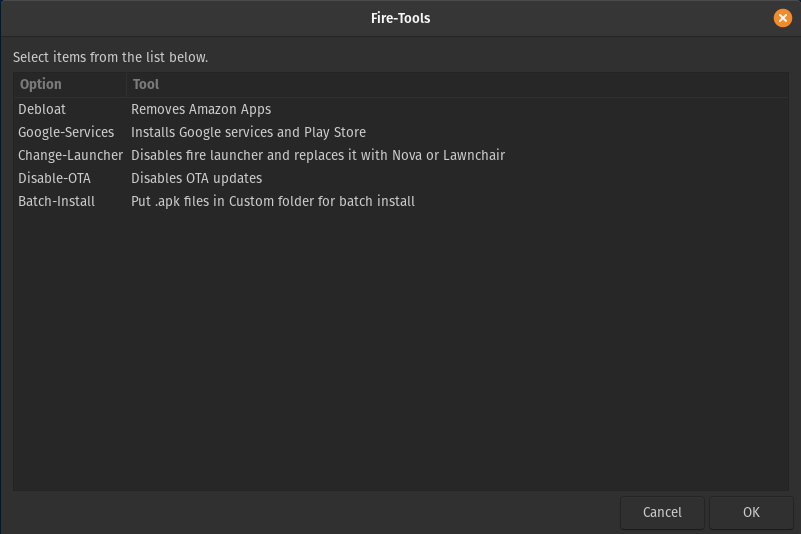 Fire-Tools
Select items from the list below.
Option Tool
Debloat Removes Amazon Apps
Google-Services Installs Google services and Play Store
Change-Launcher Disables fire launcher and replaces it with Nova or Lawnchair
Disable-OTA Disables OTA updates
Batch-Install Put .apk files in Custom folder for batch install
Cancel OK